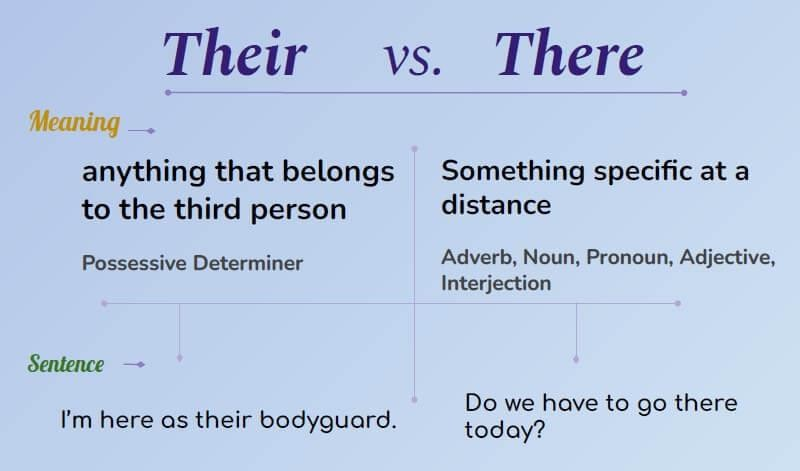 Their vs. There
Meaning
anything that belongs
to the third person
Possessive Determiner
Something specific at a
distance
Adverb, Noun, Pronoun, Adjective,
Interjection
Sentence
I'm here as their bodyguard.
Do we have to go there
today?